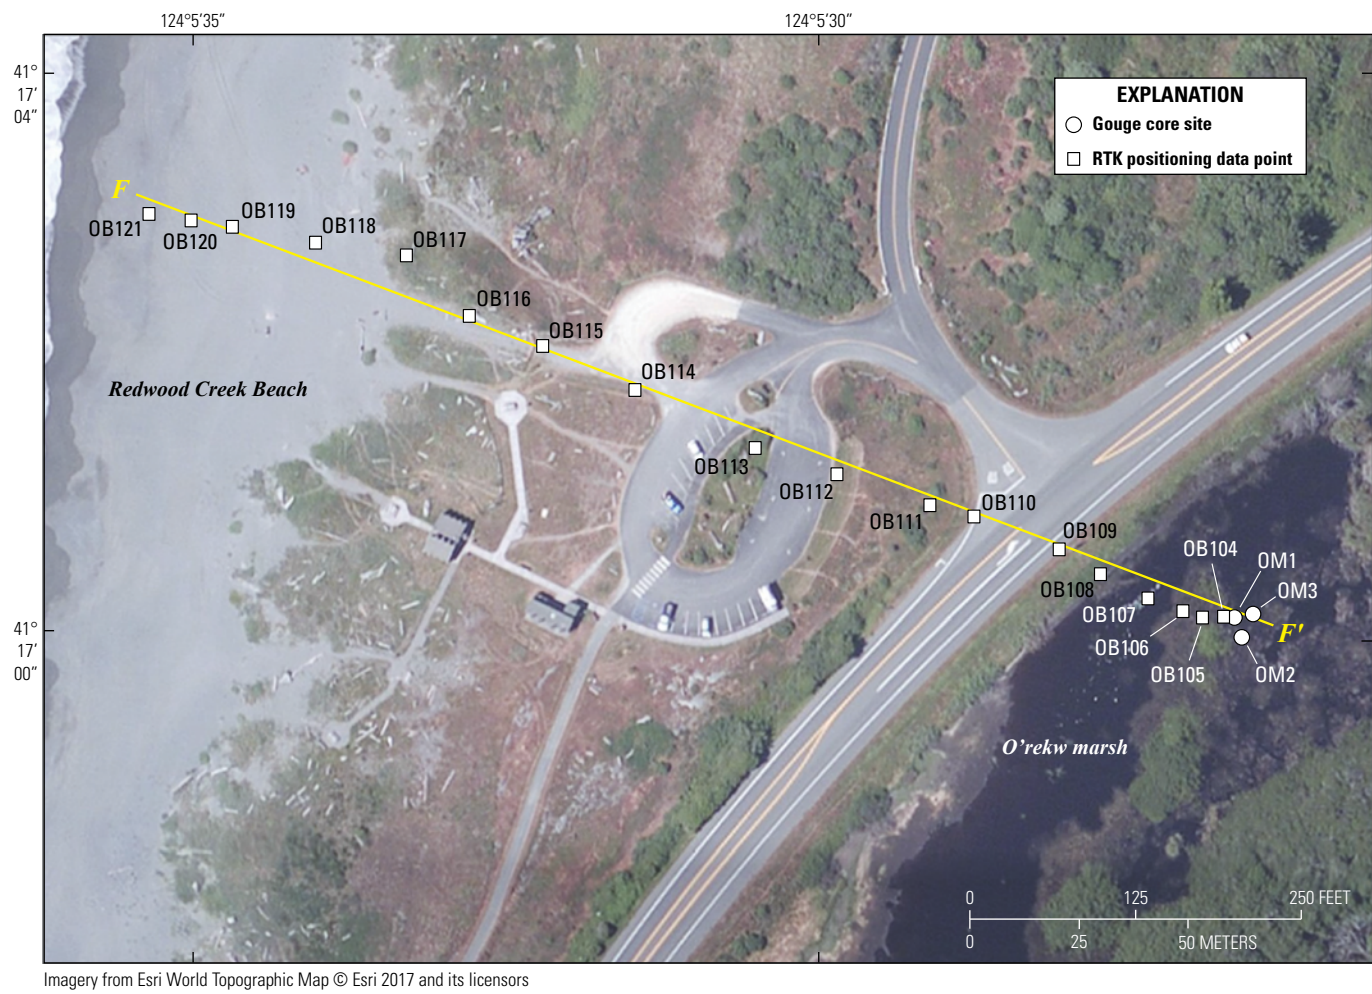 124°5'35"
124°5'30"
41°
17'
04"
EXPLANATION
Gouge core site
RTK positioning data point
F
OB121
OB120
OB119
OB118
OB117
OB116
OB115
OB114
Redwood Creek Beach
OB113
OB112
OB111
OB110
OB109
OB108
OB104
OM1
OM3
OB107
OB106
OB105
OM2
F'
41°
17'
00"
O'rekw marsh
0
125
250 FEET
0
25
50 METERS
Imagery from Esri World Topographic Map © Esri 2017 and its licensors